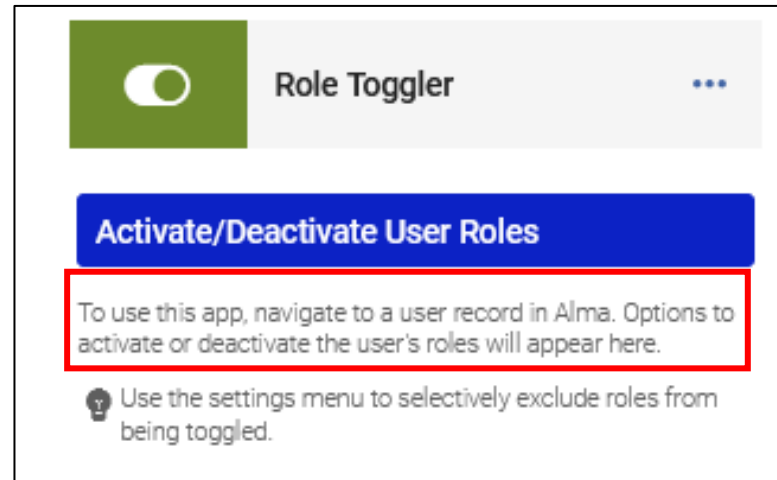 Role Toggler
Activate/Deactivate User Roles
To use this app, navigate to a user record in Alma. Options to
activate or deactivate the user's roles will appear here.
Use the settings menu to selectively exclude roles from
being toggled.